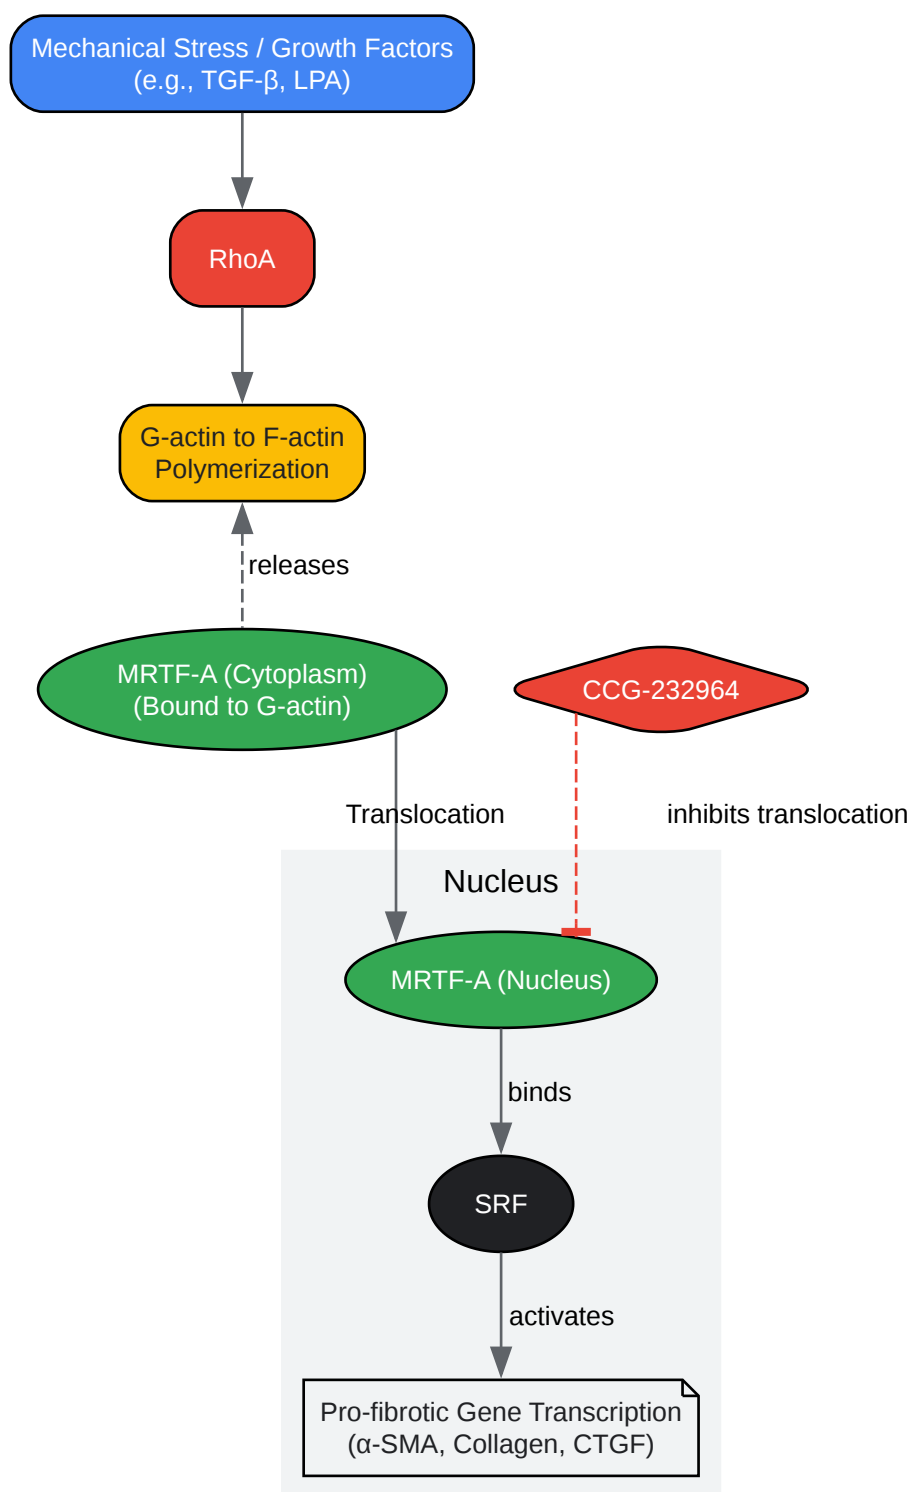 Mechanical Stress / Growth Factors
(e.g., TGF-β, LPA)
RhoA
G-actin to F-actin
Polymerization
releases
MRTF-A (Cytoplasm)
(Bound to G-actin)
CCG-232964
Translocation
inhibits translocation
Nucleus
MRTF-A (Nucleus)
binds
SRF
activates
Pro-fibrotic Gene Transcription
(α-SMA, Collagen, CTGF)